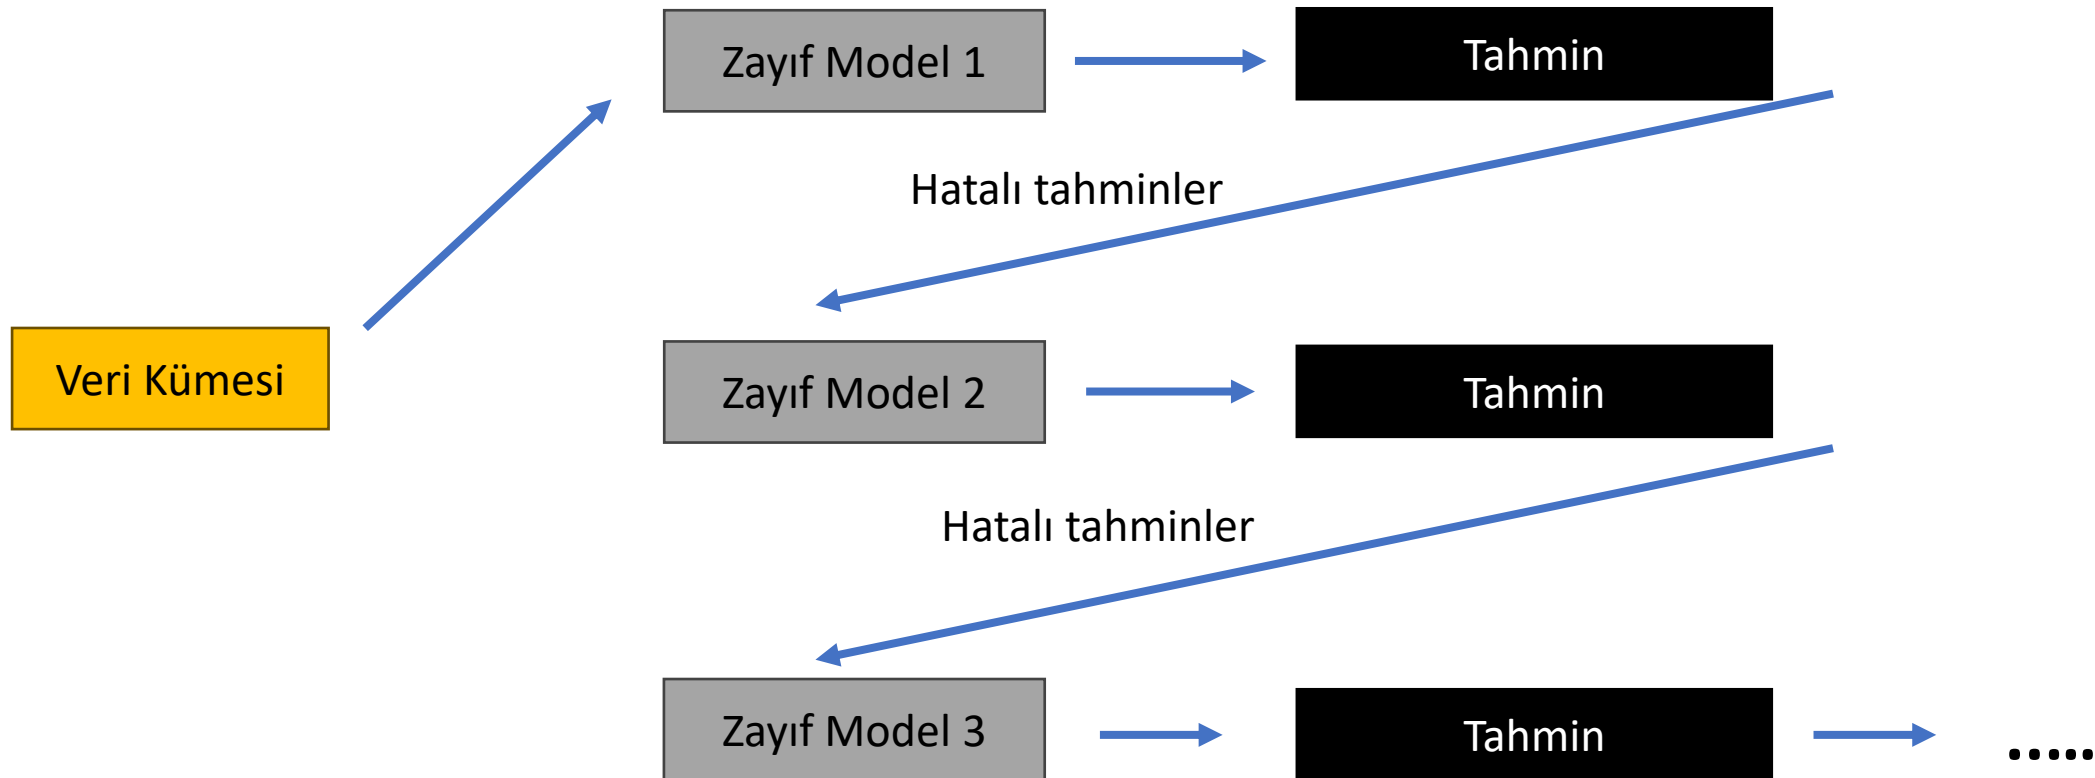 Zayıf Model 1
Tahmin
Hatalı tahminler
Veri Kümesi
Zayıf Model 2
Tahmin
Hatalı tahminler
Zayıf Model 3
Tahmin
.....